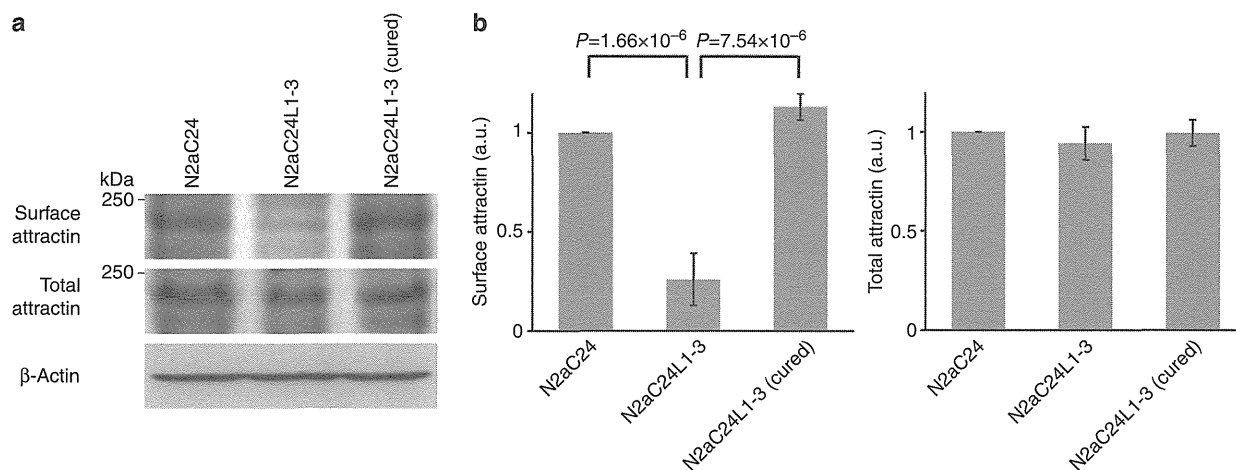 a
N2aC24
N2aC24L1-3
N2aC24L1-3 (cured)
kDa
250
Surface
attractin
250
Total
attractin
β-Actin
b
P=1.66×10⁻⁶ P=7.54×10⁻⁶
Surface attractin (a.u.)
1
0.5
0
N2aC24
N2aC24L1-3
N2aC24L1-3 (cured)
Total attractin (a.u.)
1
0.5
0
N2aC24
N2aC24L1-3
N2aC24L1-3 (cured)